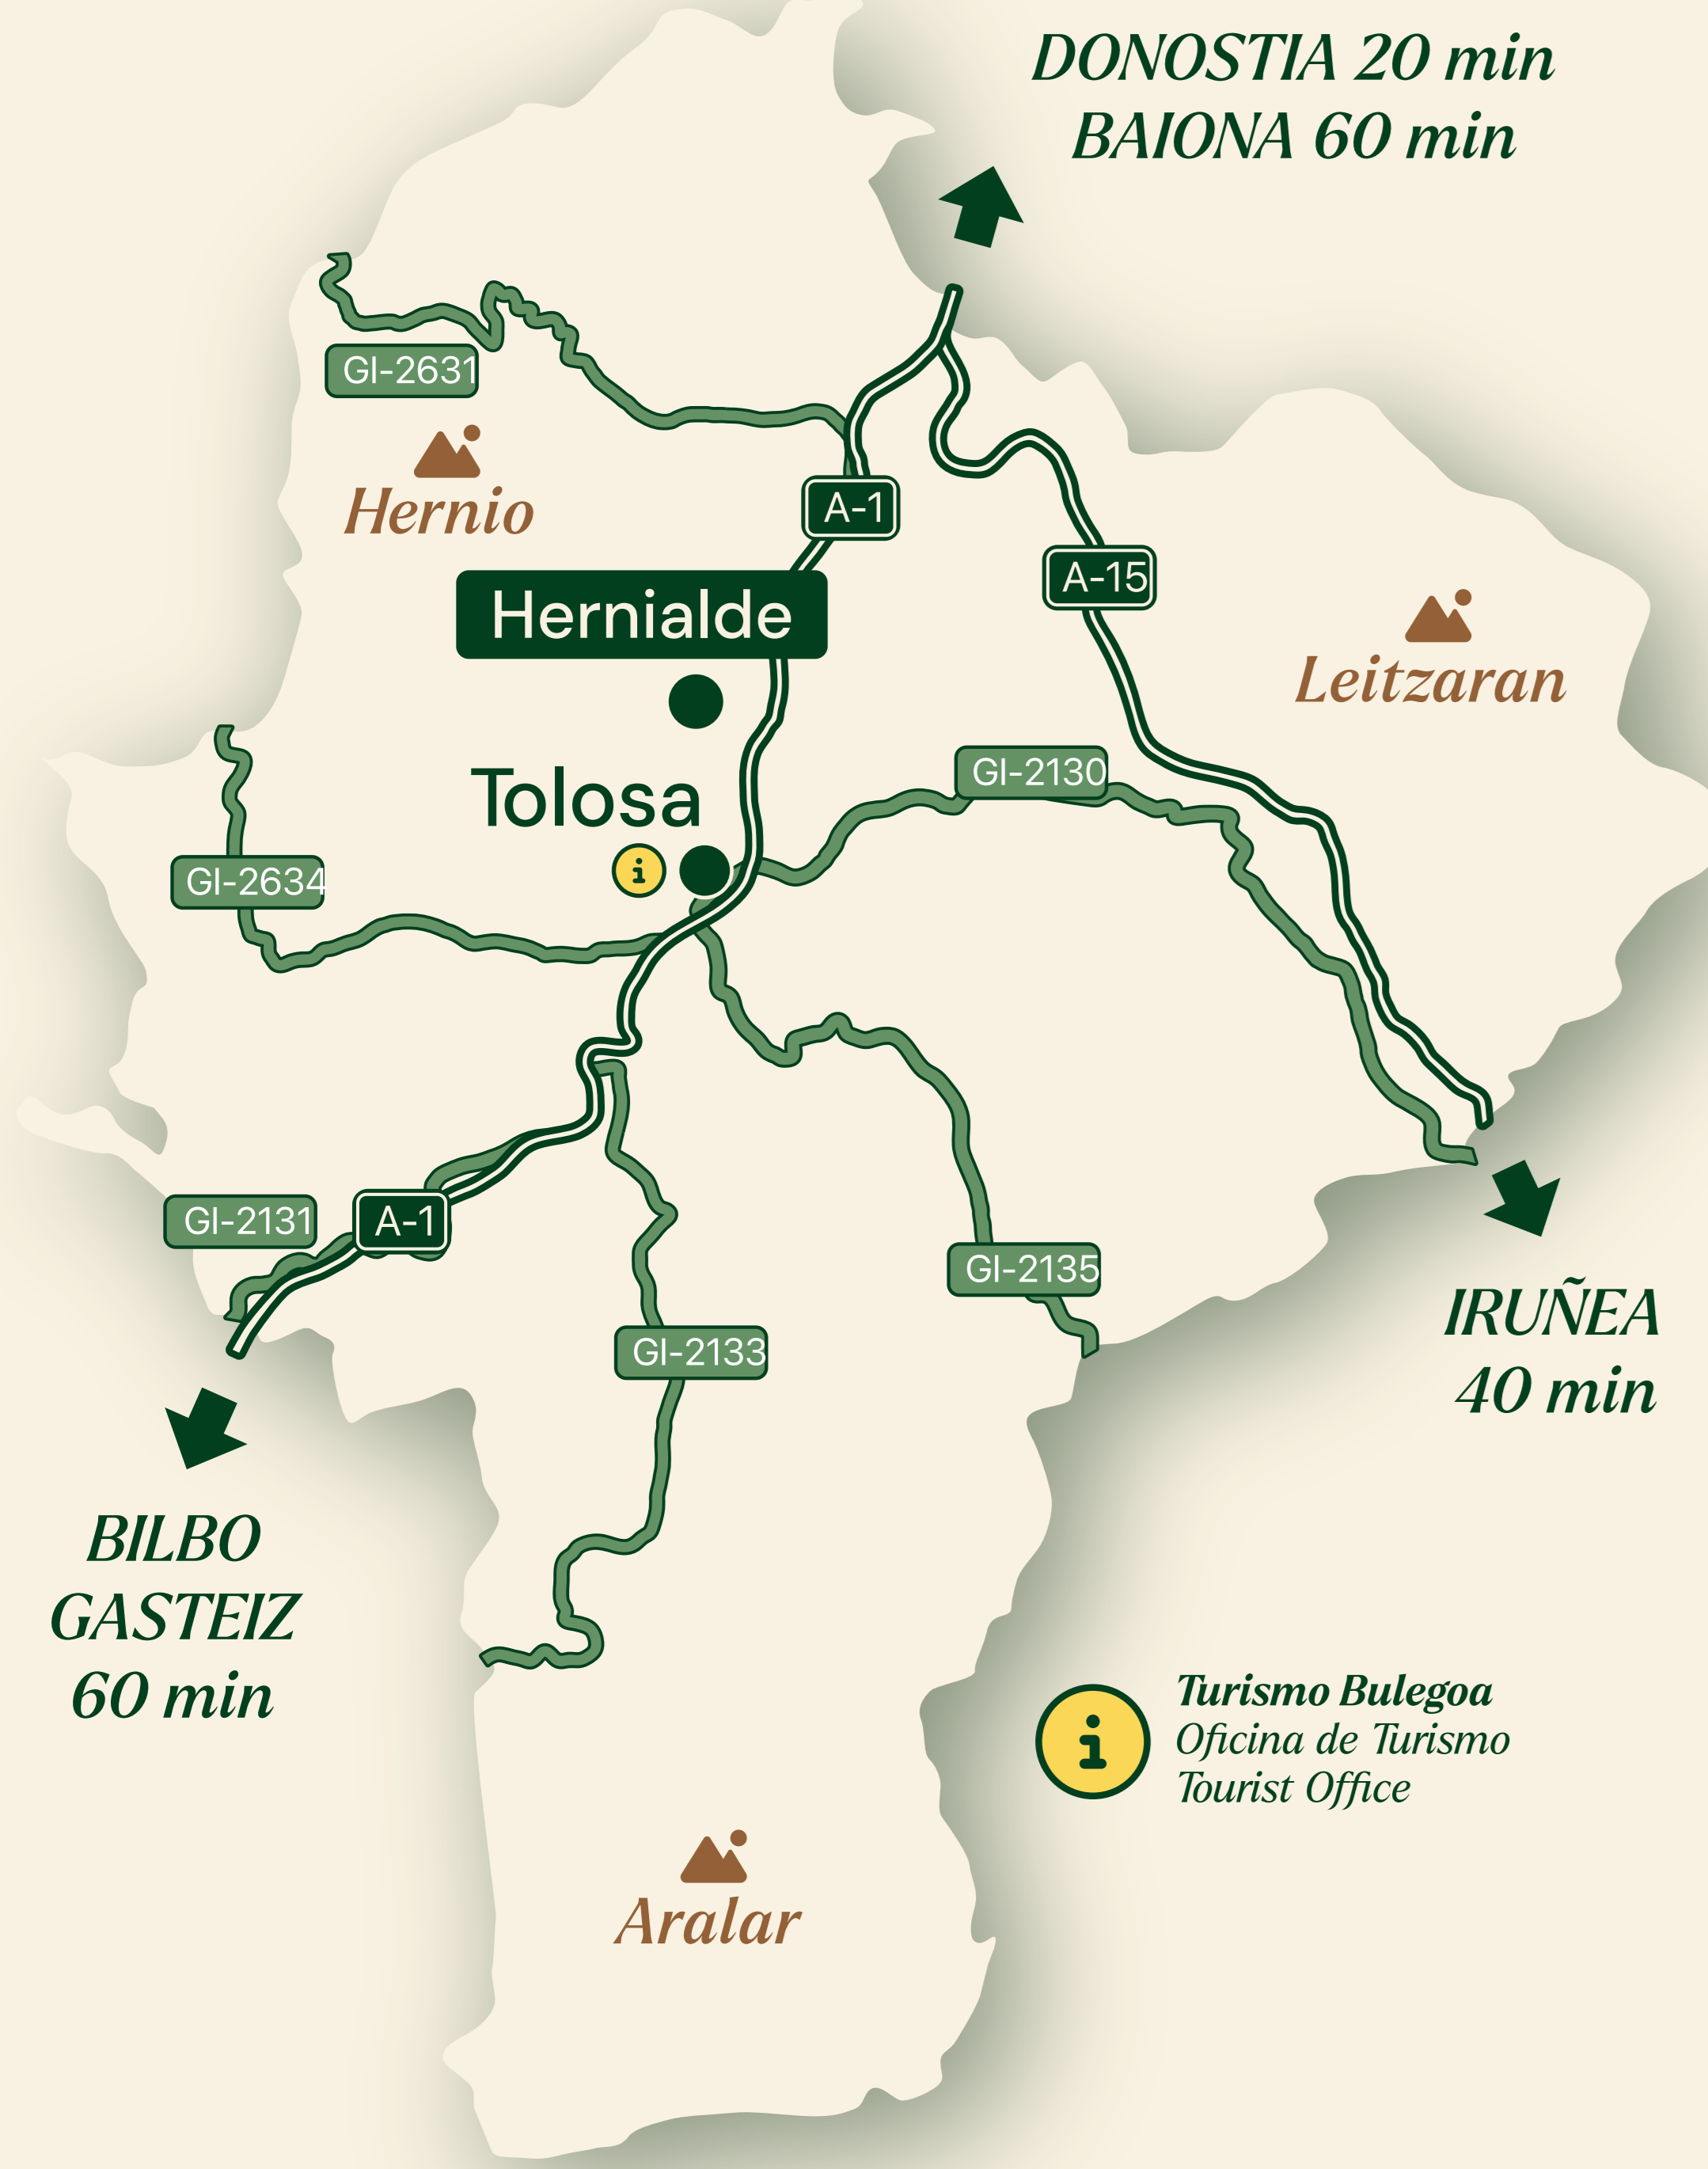 DONOSTIA 20 min
BAIONA 60 min
GI-2631
Hernio
A-1
A-15
Hernialde
Leitzaran
Tolosa
GI-2130
GI-2634
GI-2131
A-1
GI-2135
GI-2133
IRUÑEA
40 min
BILBO
GASTEIZ
60 min
Turismo Bulegoa
Oficina de Turismo
Tourist Office
Aralar